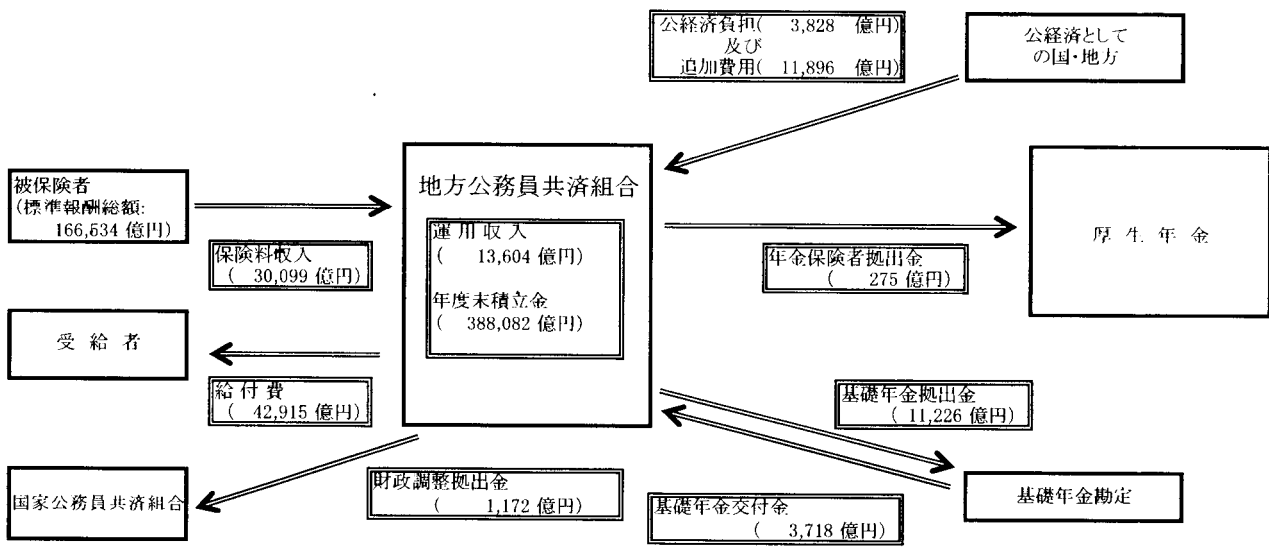 公経済負担( 3,828 億円)
及び
追加費用( 11,896 億円)
公経済として
の国・地方
被保険者
(標準報酬総額:
166,534 億円)
保険料収入
( 30,099 億円)
地方公務員共済組合
運用収入
( 13,604 億円)
年度末積立金
( 388,082 億円)
年金保険者拠出金
( 275 億円)
厚生年金
受給者
給付費
( 42,915 億円)
基礎年金拠出金
( 11,226 億円)
国家公務員共済組合
財政調整拠出金
( 1,172 億円)
基礎年金交付金
( 3,718 億円)
基礎年金勘定